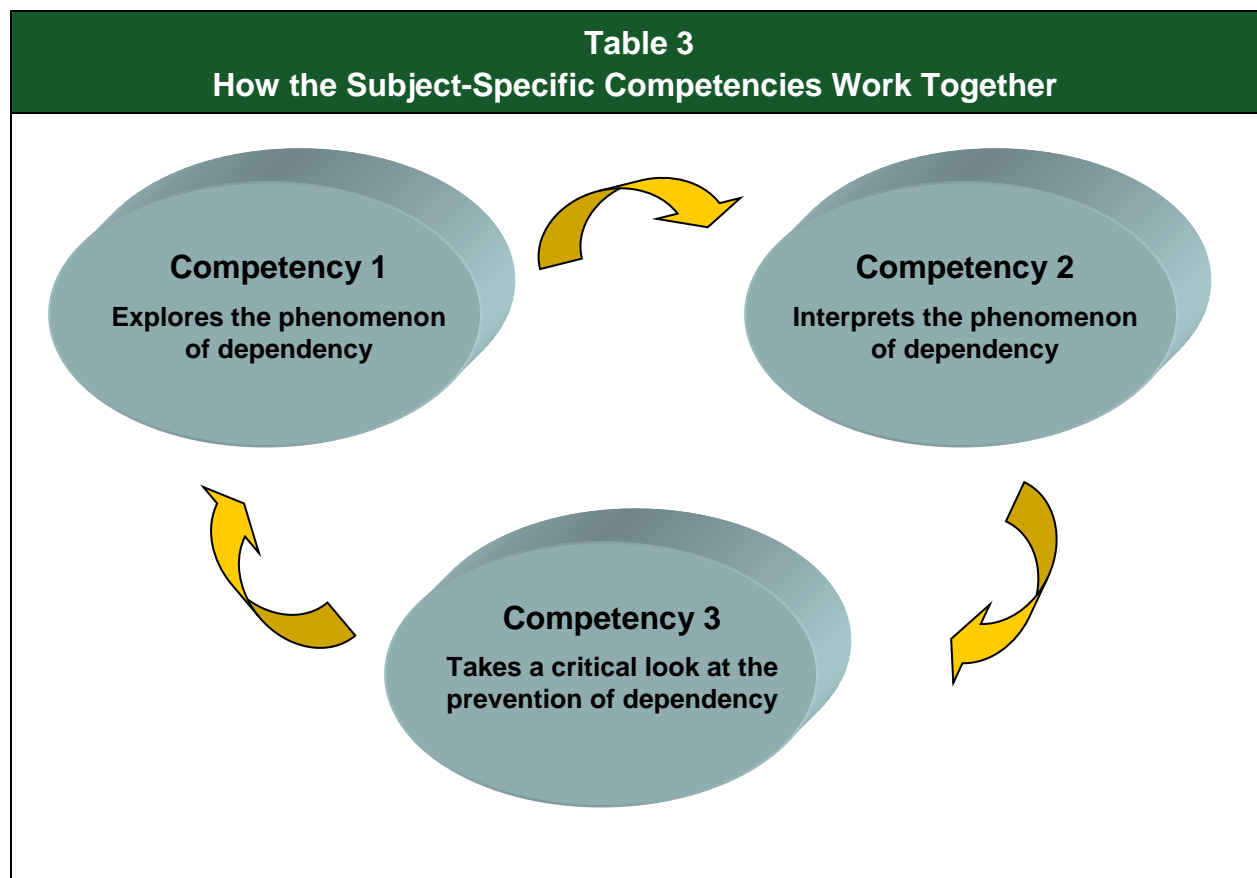 Table 3
How the Subject-Specific Competencies Work Together
Competency 1
Explores the phenomenon
of dependency
Competency 2
Interprets the phenomenon
of dependency
Competency 3
Takes a critical look at the
prevention of dependency